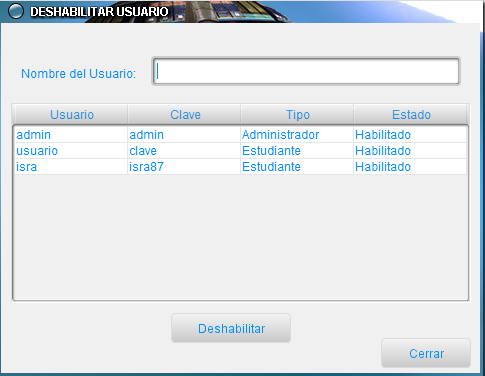 DESHABILITAR USUARIO
Nombre del Usuario:
Usuario Clave Tipo Estado
admin admin Administrador Habilitado
usuario clave Estudiante Habilitado
isra isra87 Estudiante Habilitado
Deshabilitar
Cerrar